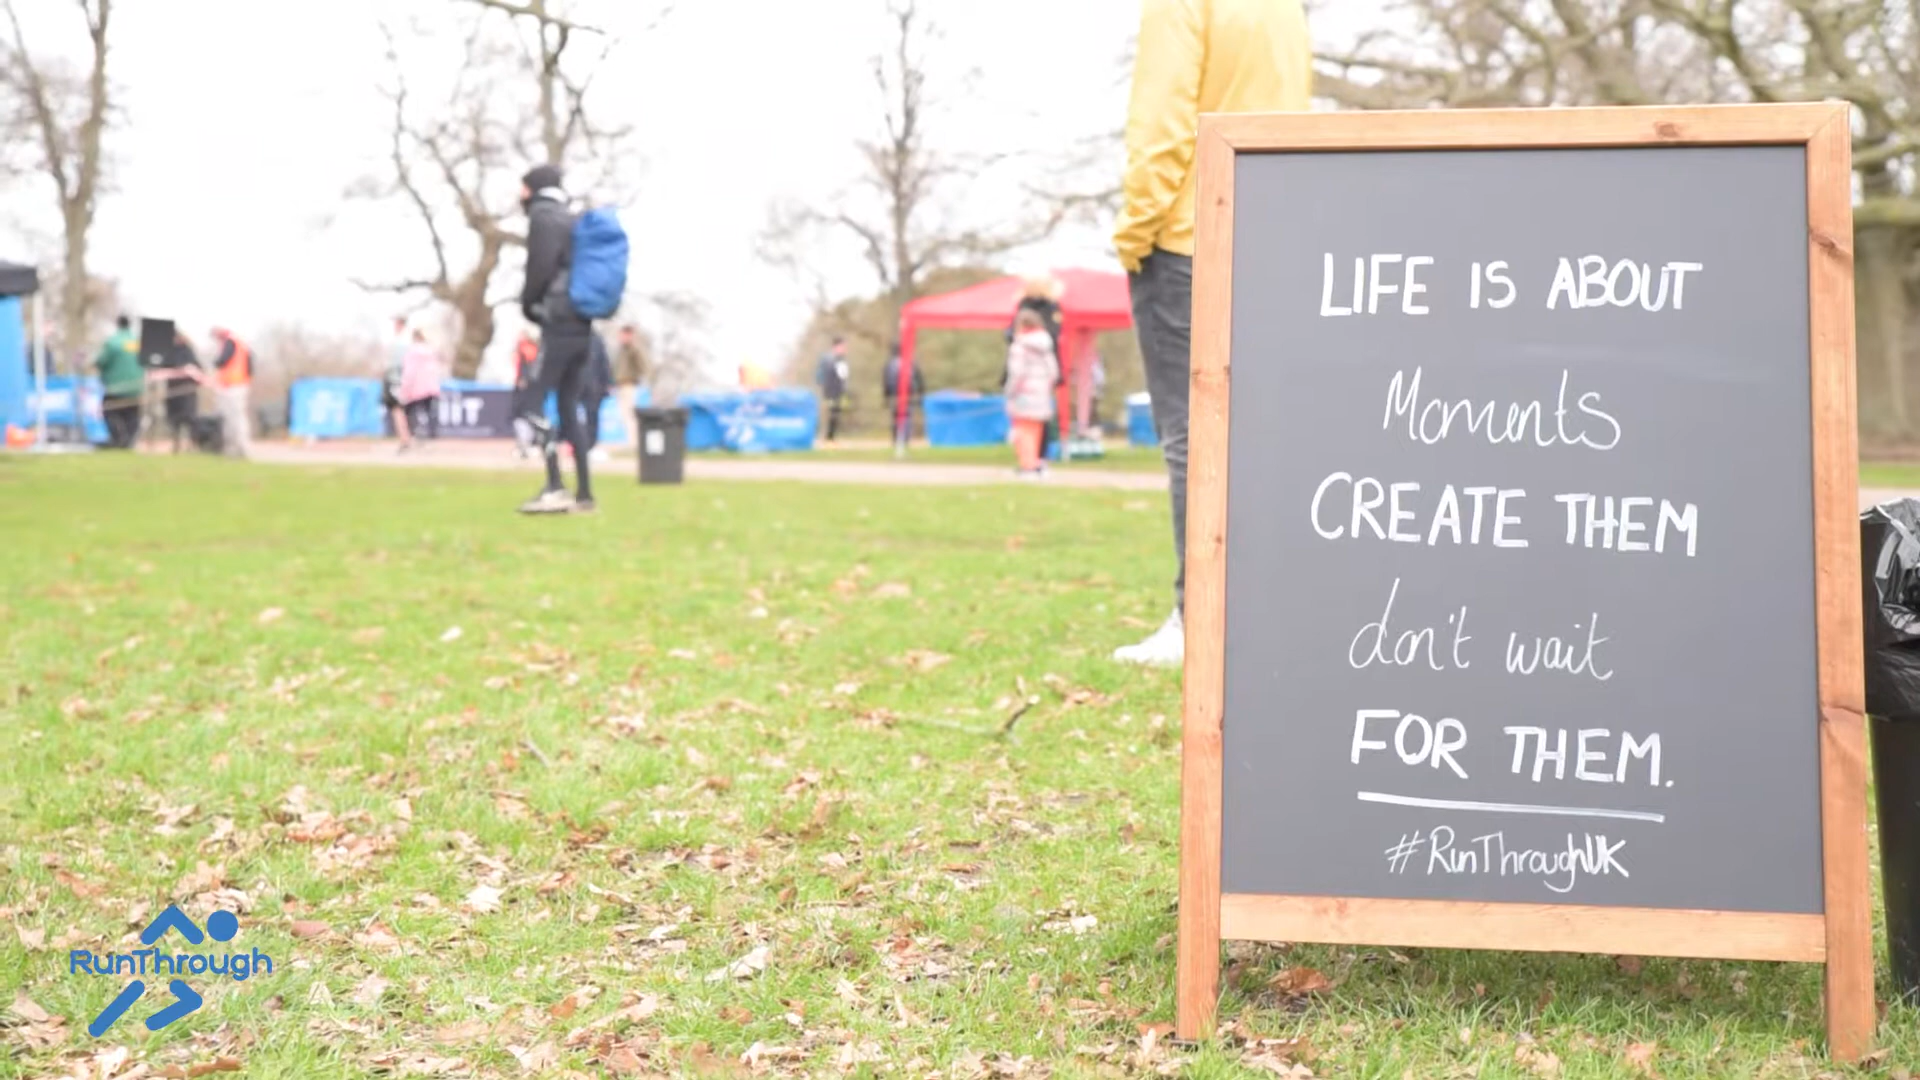 LIFE IS ABOUT
Moments
CREATE THEM
don't wait
FOR THEM.
#RunThroughUK
RunThrough